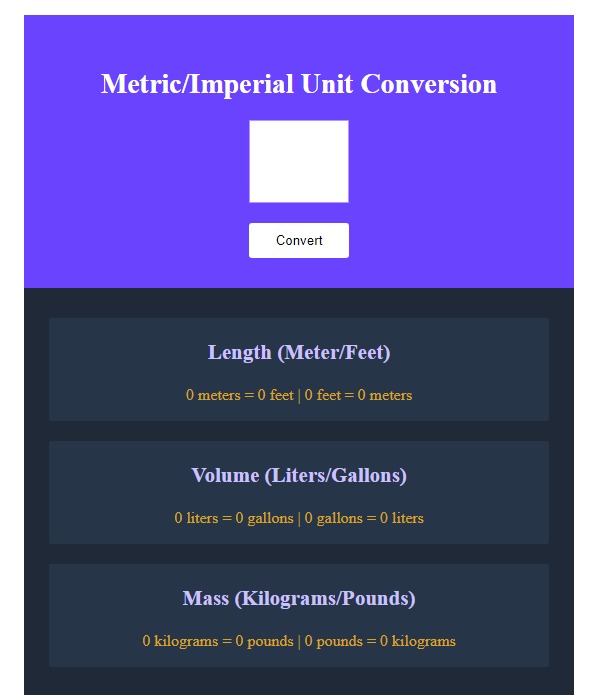 Metric/Imperial Unit Conversion
Convert
Length (Meter/Feet)
0 meters = 0 feet | 0 feet = 0 meters
Volume (Liters/Gallons)
0 liters = 0 gallons | 0 gallons = 0 liters
Mass (Kilograms/Pounds)
0 kilograms = 0 pounds | 0 pounds = 0 kilograms